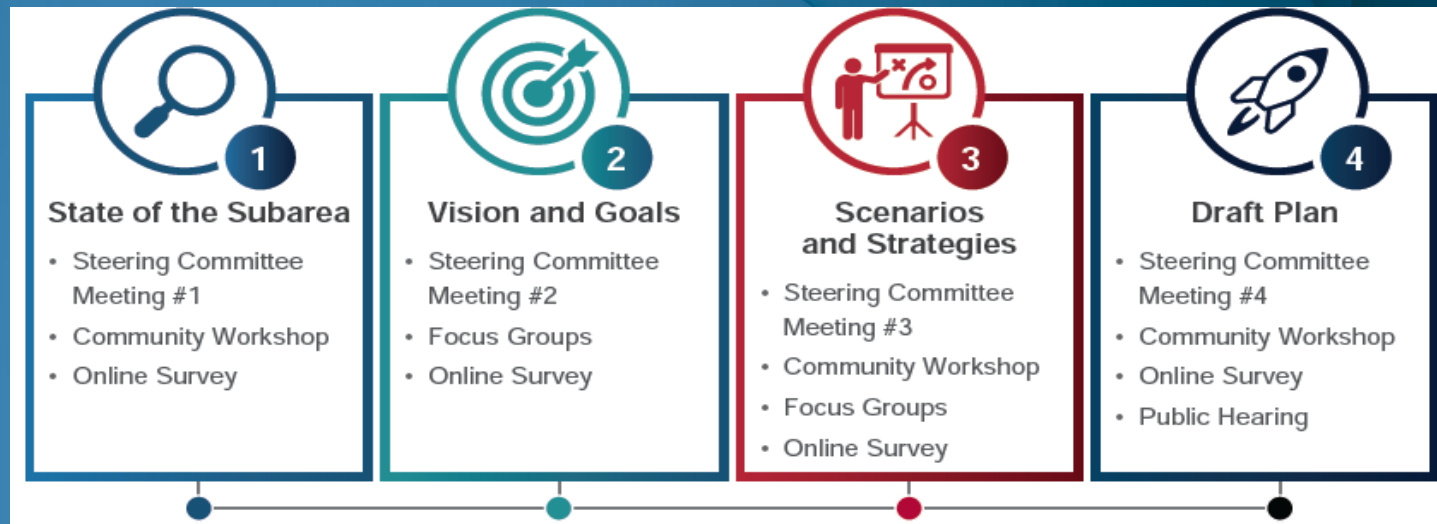 1
State of the Subarea
• Steering Committee
Meeting #1
• Community Workshop
• Online Survey
2
Vision and Goals
• Steering Committee
Meeting #2
• Focus Groups
• Online Survey
3
Scenarios
and Strategies
• Steering Committee
Meeting #3
• Community Workshop
• Focus Groups
• Online Survey
4
Draft Plan
• Steering Committee
Meeting #4
• Community Workshop
• Online Survey
• Public Hearing